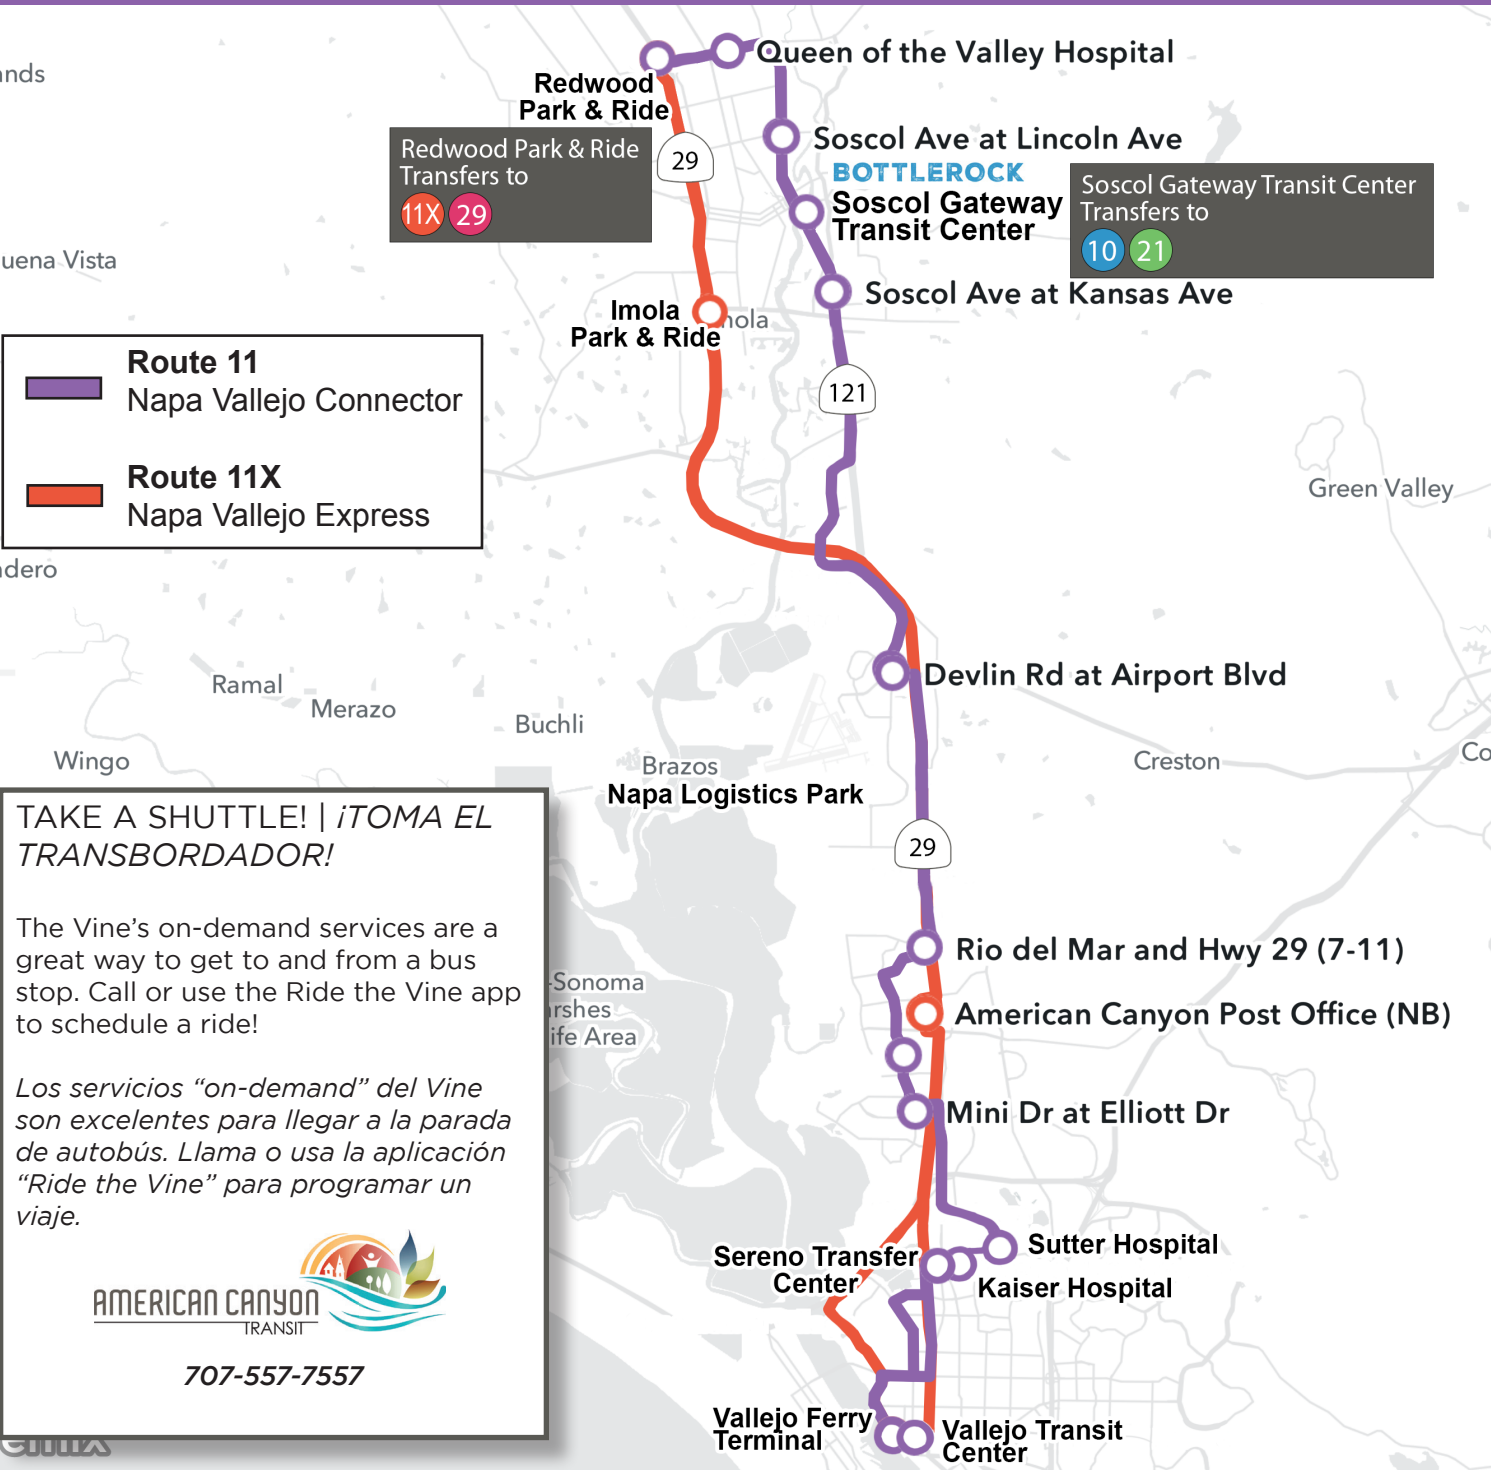 Queen of the Valley Hospital
Redwood
Park & Ride
Soscol Ave at Lincoln Ave
BOTTLEROCK
Soscol Gateway
Transit Center
Redwood Park & Ride
Transfers to
11X 29
29
Soscol Gateway Transit Center
Transfers to
10 21
Soscol Ave at Kansas Ave
Imola
Park & Ride
Route 11
Napa Vallejo Connector
Route 11X
Napa Vallejo Express
121
Green Valley
Devlin Rd at Airport Blvd
Ramal
Merazo
Buchli
Wingo
Brazos
Napa Logistics Park
Creston
29
TAKE A SHUTTLE! | ¡TOMA EL
TRANSBORDADOR!
The Vine’s on-demand services are a
great way to get to and from a bus
stop. Call or use the Ride the Vine app
to schedule a ride!
Los servicios “on-demand” del Vine
son excelentes para llegar a la parada
de autobús. Llama o usa la aplicación
“Ride the Vine” para programar un
viaje.
AMERICAN CANYON
TRANSIT
707-557-7557
Rio del Mar and Hwy 29 (7-11)
-Sonoma
American Canyon Post Office (NB)
Area
Mini Dr at Elliott Dr
Sutter Hospital
Sereno Transfer
Center
Kaiser Hospital
Vallejo Ferry
Terminal
Vallejo Transit
Center